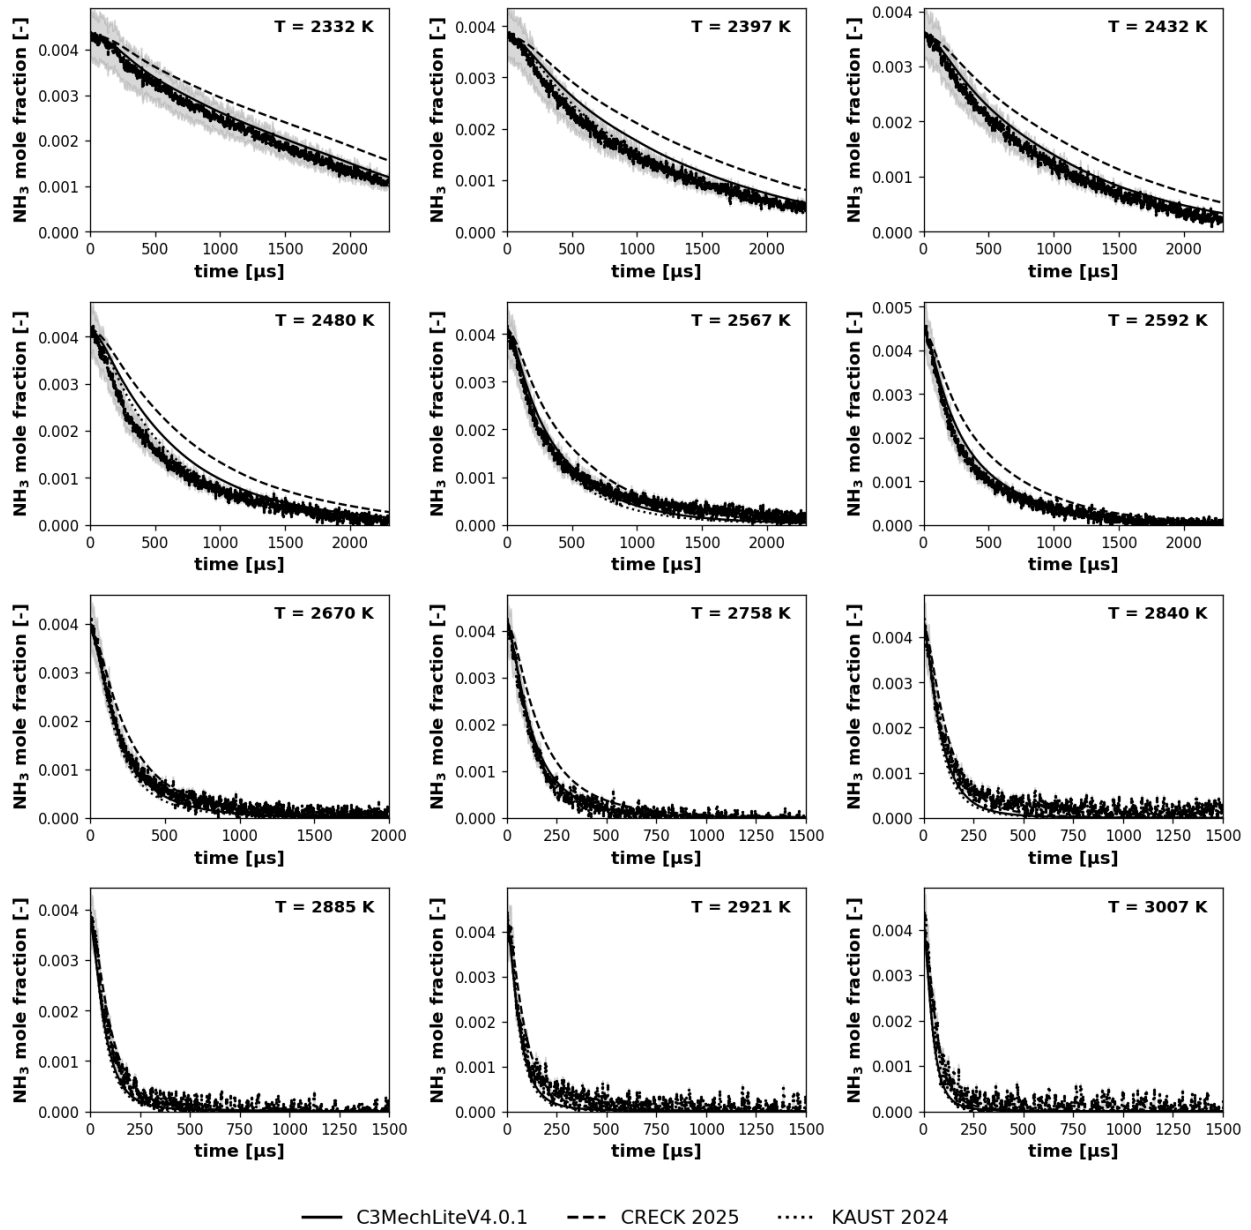 T = 2332 K
NH₃ mole fraction [-]
0.004
0.003
0.002
0.001
0.000
0 500 1000 1500 2000
time [µs]
T = 2397 K
NH₃ mole fraction [-]
0.004
0.003
0.002
0.001
0.000
0 500 1000 1500 2000
time [µs]
T = 2432 K
NH₃ mole fraction [-]
0.004
0.003
0.002
0.001
0.000
0 500 1000 1500 2000
time [µs]
T = 2480 K
NH₃ mole fraction [-]
0.004
0.003
0.002
0.001
0.000
0 500 1000 1500 2000
time [µs]
T = 2567 K
NH₃ mole fraction [-]
0.004
0.003
0.002
0.001
0.000
0 500 1000 1500 2000
time [µs]
T = 2592 K
NH₃ mole fraction [-]
0.005
0.004
0.003
0.002
0.001
0.000
0 500 1000 1500 2000
time [µs]
T = 2670 K
NH₃ mole fraction [-]
0.004
0.003
0.002
0.001
0.000
0 500 1000 1500 2000
time [µs]
T = 2758 K
NH₃ mole fraction [-]
0.004
0.003
0.002
0.001
0.000
0 250 500 750 1000 1250 1500
time [µs]
T = 2840 K
NH₃ mole fraction [-]
0.004
0.003
0.002
0.001
0.000
0 250 500 750 1000 1250 1500
time [µs]
T = 2885 K
NH₃ mole fraction [-]
0.004
0.003
0.002
0.001
0.000
0 250 500 750 1000 1250 1500
time [µs]
T = 2921 K
NH₃ mole fraction [-]
0.004
0.003
0.002
0.001
0.000
0 250 500 750 1000 1250 1500
time [µs]
T = 3007 K
NH₃ mole fraction [-]
0.004
0.003
0.002
0.001
0.000
0 250 500 750 1000 1250 1500
time [µs]
C3MechLiteV4.0.1 CRECK 2025 KAUST 2024